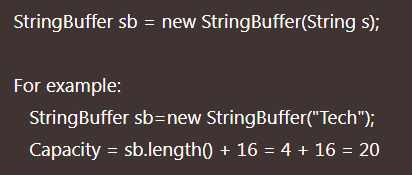 StringBuffer sb = new StringBuffer(String s);
For example:
StringBuffer sb=new StringBuffer("Tech");
Capacity = sb.length() + 16 = 4 + 16 = 20